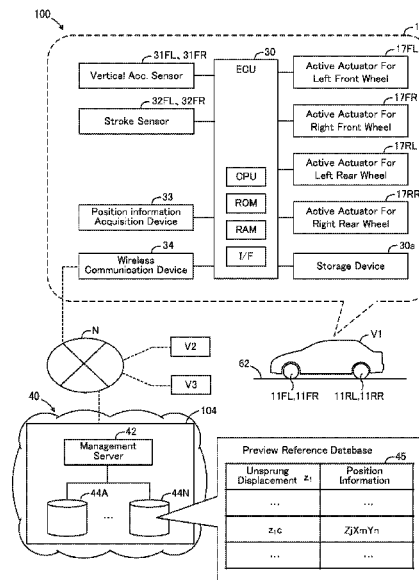 100
31FL、31FR
Vertical Acc. Sensor
32FL、32FR
Stroke Sensor
33
Position information
Acquisition Device
34
Wireless
Communication Device
30
ECU
CPU
ROM
RAM
I/F
17FL
Active Actuator For
Left Front Wheel
17FR
Active Actuator For
Right Front Wheel
17RL
Active Actuator For
Left Rear Wheel
17RR
Active Actuator For
Right Rear Wheel
30a
Storage Device
N
V2
V3
V1
62
11FL,11FR
11RL,11RR
40
104
42
Management
Server
44A
...
44N
Preview Reference Database
45
Unsprung
Displacement z₁
Position
Information
...
...
z₁c
ZjXmYn
...
...